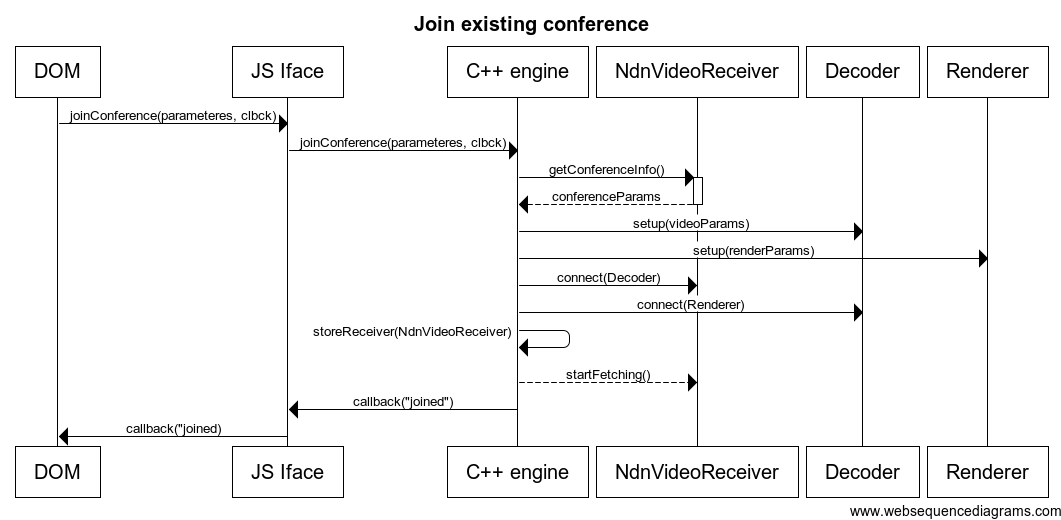 Join existing conference
DOM
JS Iface
C++ engine
NdnVideoReceiver
Decoder
Renderer
joinConference(parameteres, clbck)
joinConference(parameteres, clbck)
getConferenceInfo()
conferenceParams
setup(videoParams)
setup(renderParams)
connect(Decoder)
connect(Renderer)
storeReceiver(NdnVideoReceiver)
startFetching()
callback("joined")
callback("joined)
DOM
JS Iface
C++ engine
NdnVideoReceiver
Decoder
Renderer
www.websequencediagrams.com